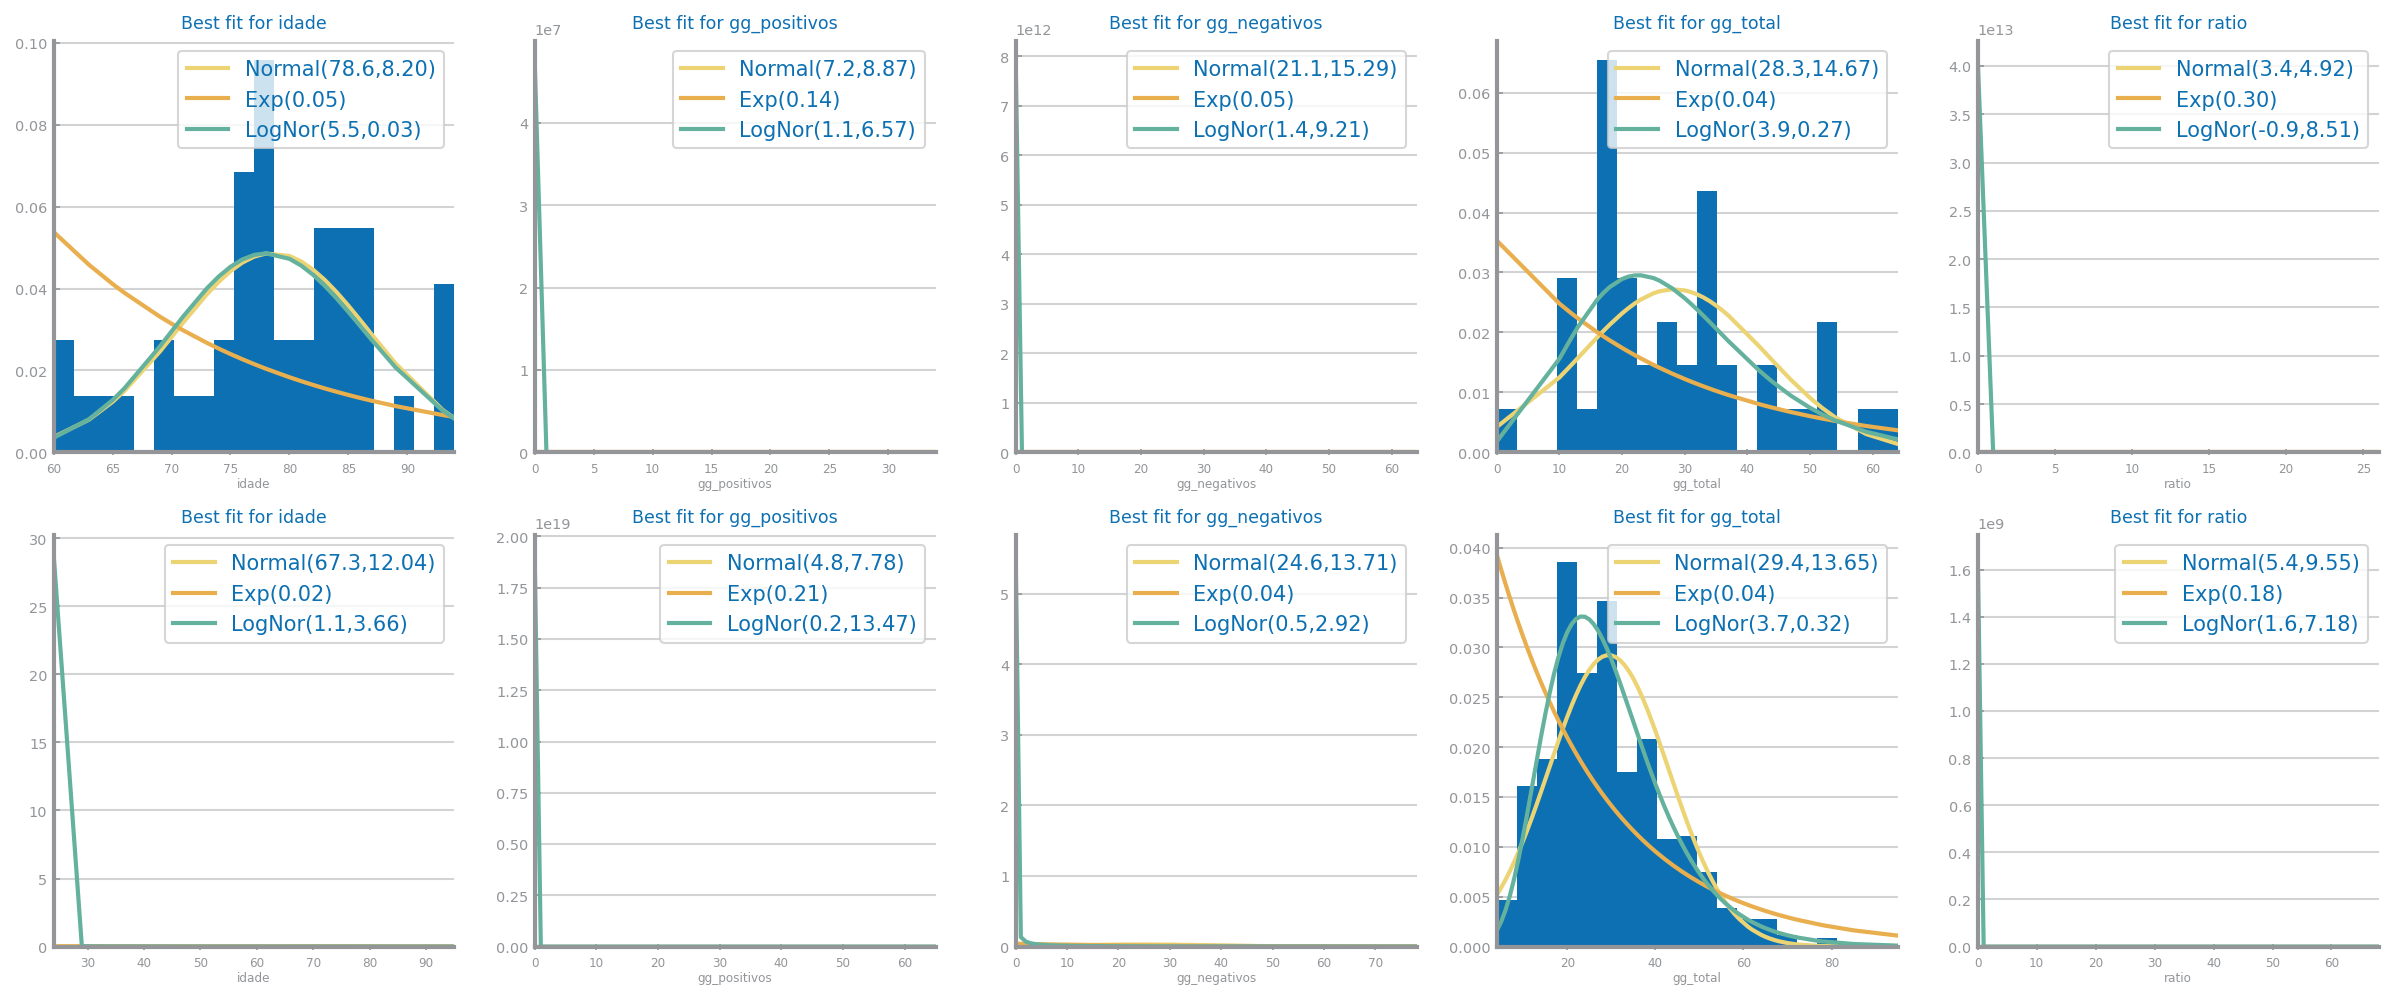 Best fit for idade
0.10
0.08
0.06
0.04
0.02
0.00
Normal(78.6,8.20)
Exp(0.05)
LogNor(5.5,0.03)
60 65 70 75 80 85 90
idade
Best fit for gg_positivos
1e7
4
3
2
1
0
Normal(7.2,8.87)
Exp(0.14)
LogNor(1.1,6.57)
0 5 10 15 20 25 30
gg_positivos
Best fit for gg_negativos
1e12
8
7
6
5
4
3
2
1
0
Normal(21.1,15.29)
Exp(0.05)
LogNor(1.4,9.21)
0 10 20 30 40 50 60
gg_negativos
Best fit for gg_total
0.06
0.05
0.04
0.03
0.02
0.01
0.00
Normal(28.3,14.67)
Exp(0.04)
LogNor(3.9,0.27)
0 10 20 30 40 50 60
gg_total
Best fit for ratio
1e13
4.0
3.5
3.0
2.5
2.0
1.5
1.0
0.5
0.0
Normal(3.4,4.92)
Exp(0.30)
LogNor(-0.9,8.51)
0 5 10 15 20 25
ratio
Best fit for idade
30
25
20
15
10
5
0
Normal(67.3,12.04)
Exp(0.02)
LogNor(1.1,3.66)
30 40 50 60 70 80 90
idade
Best fit for gg_positivos
1e19
2.00
1.75
1.50
1.25
1.00
0.75
0.50
0.25
0.00
Normal(4.8,7.78)
Exp(0.21)
LogNor(0.2,13.47)
0 10 20 30 40 50 60
gg_positivos
Best fit for gg_negativos
5
4
3
2
1
0
Normal(24.6,13.71)
Exp(0.04)
LogNor(0.5,2.92)
0 10 20 30 40 50 60 70
gg_negativos
Best fit for gg_total
0.040
0.035
0.030
0.025
0.020
0.015
0.010
0.005
0.000
Normal(29.4,13.65)
Exp(0.04)
LogNor(3.7,0.32)
20 40 60 80
gg_total
Best fit for ratio
1e9
1.6
1.4
1.2
1.0
0.8
0.6
0.4
0.2
0.0
Normal(5.4,9.55)
Exp(0.18)
LogNor(1.6,7.18)
0 10 20 30 40 50 60
ratio